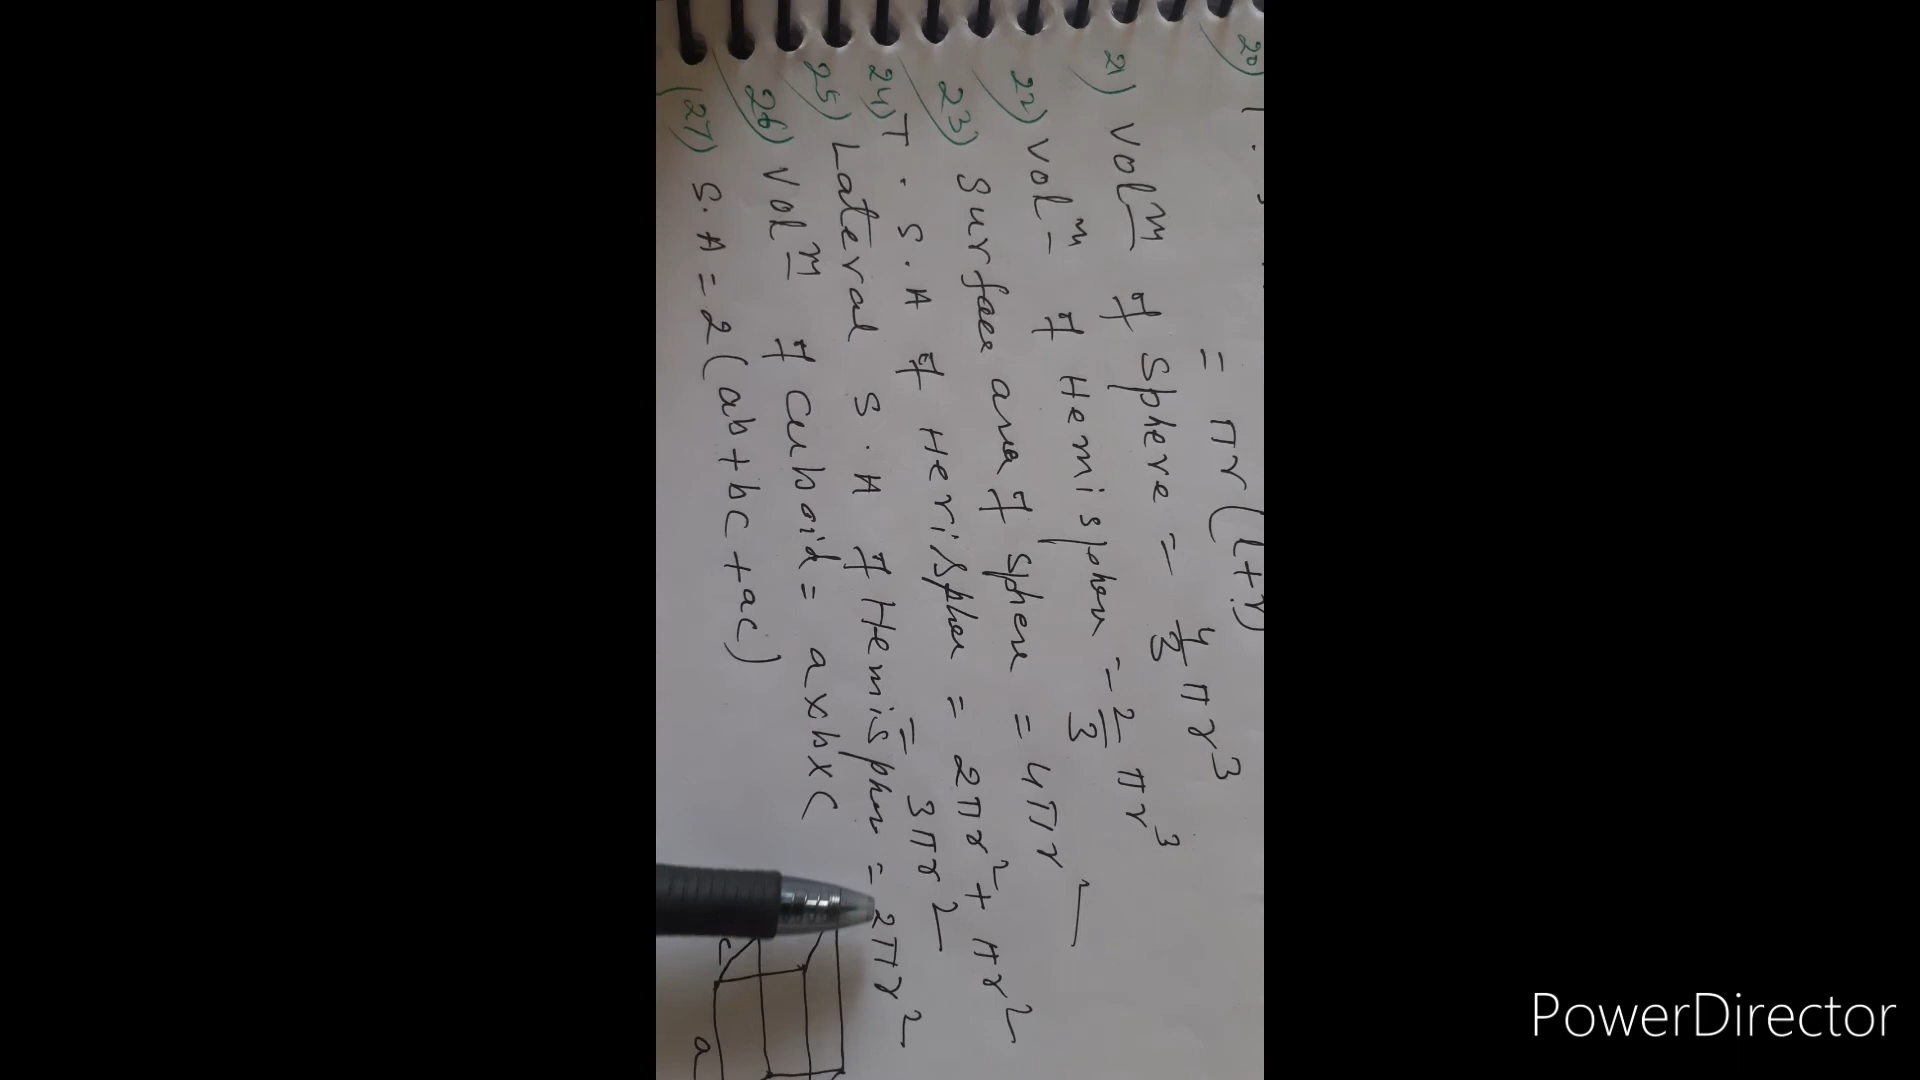 20) T.S
= πr(l+r)
21) Volm of Sphere = 4/3 πr³
22) Volm of Hemisphere = 2/3 πr³
23) Surface area of sphere = 4πr²
24) T.S.A of Herisphere = 2πr² + πr²
= 3πr²
25) Lateral S.A of Hemisphere = 2πr²
26) Volm of Cuboid = a×b×c
27) S.A = 2(ab+bc+ac)
c
a
PowerDirector